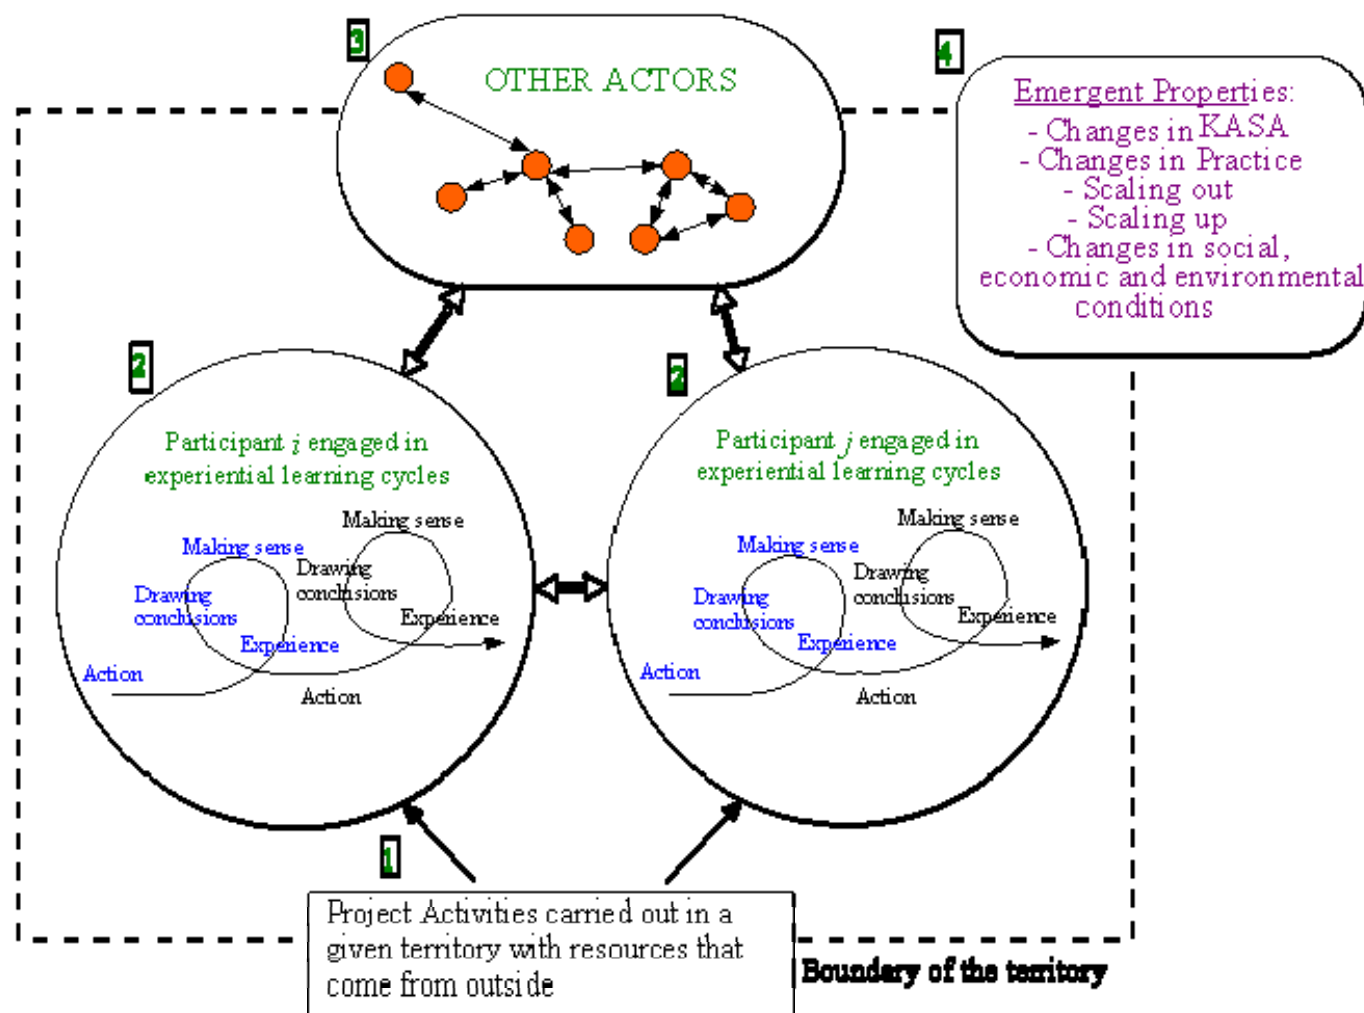 3
OTHER ACTORS
4
Emergent Properties:
- Changes in KASA
- Changes in Practice
- Scaling out
- Scaling up
- Changes in social,
economic and environmental
conditions
2
Participant i engaged in
experiential learning cycles
Making sense
Making sense
Drawing
conclusions
Drawing
conclusions
Experience
Experience
Action
Action
2
Participant j engaged in
experiential learning cycles
Making sense
Making sense
Drawing
conclusions
Drawing
conclusions
Experience
Experience
Action
Action
1
Project Activities carried out in a
given territory with resources that
come from outside
Boundary of the territory